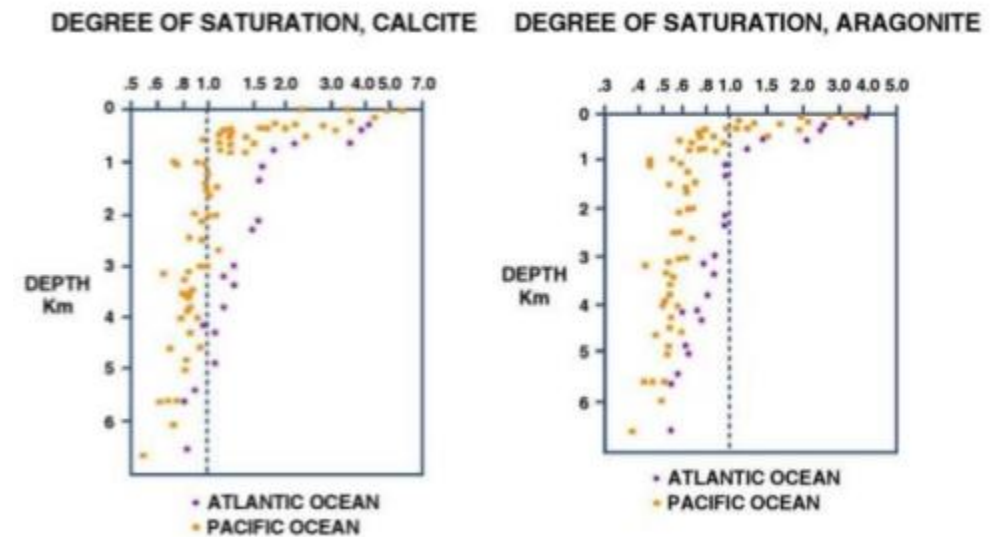 DEGREE OF SATURATION, CALCITE
.5 .6 .8 1.0 1.5 2.0 3.0 4.0 5.0 7.0
0
1
2
3
4
5
6
DEPTH
Km
• ATLANTIC OCEAN
• PACIFIC OCEAN
DEGREE OF SATURATION, ARAGONITE
.3 .4 .5 .6 .8 1.0 1.5 2.0 3.0 4.0 5.0
0
1
2
3
4
5
6
DEPTH
Km
• ATLANTIC OCEAN
• PACIFIC OCEAN